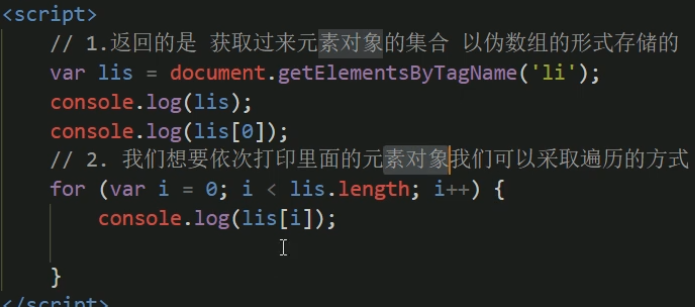 <script>
// 1.返回的是 获取过来元素对象的集合 以伪数组的形式存储的
var lis = document.getElementsByTagName('li');
console.log(lis);
console.log(lis[0]);
// 2. 我们想要依次打印里面的元素对象我们可以采取遍历的方式
for (var i = 0; i < lis.length; i++) {
console.log(lis[i]);
}
</script>